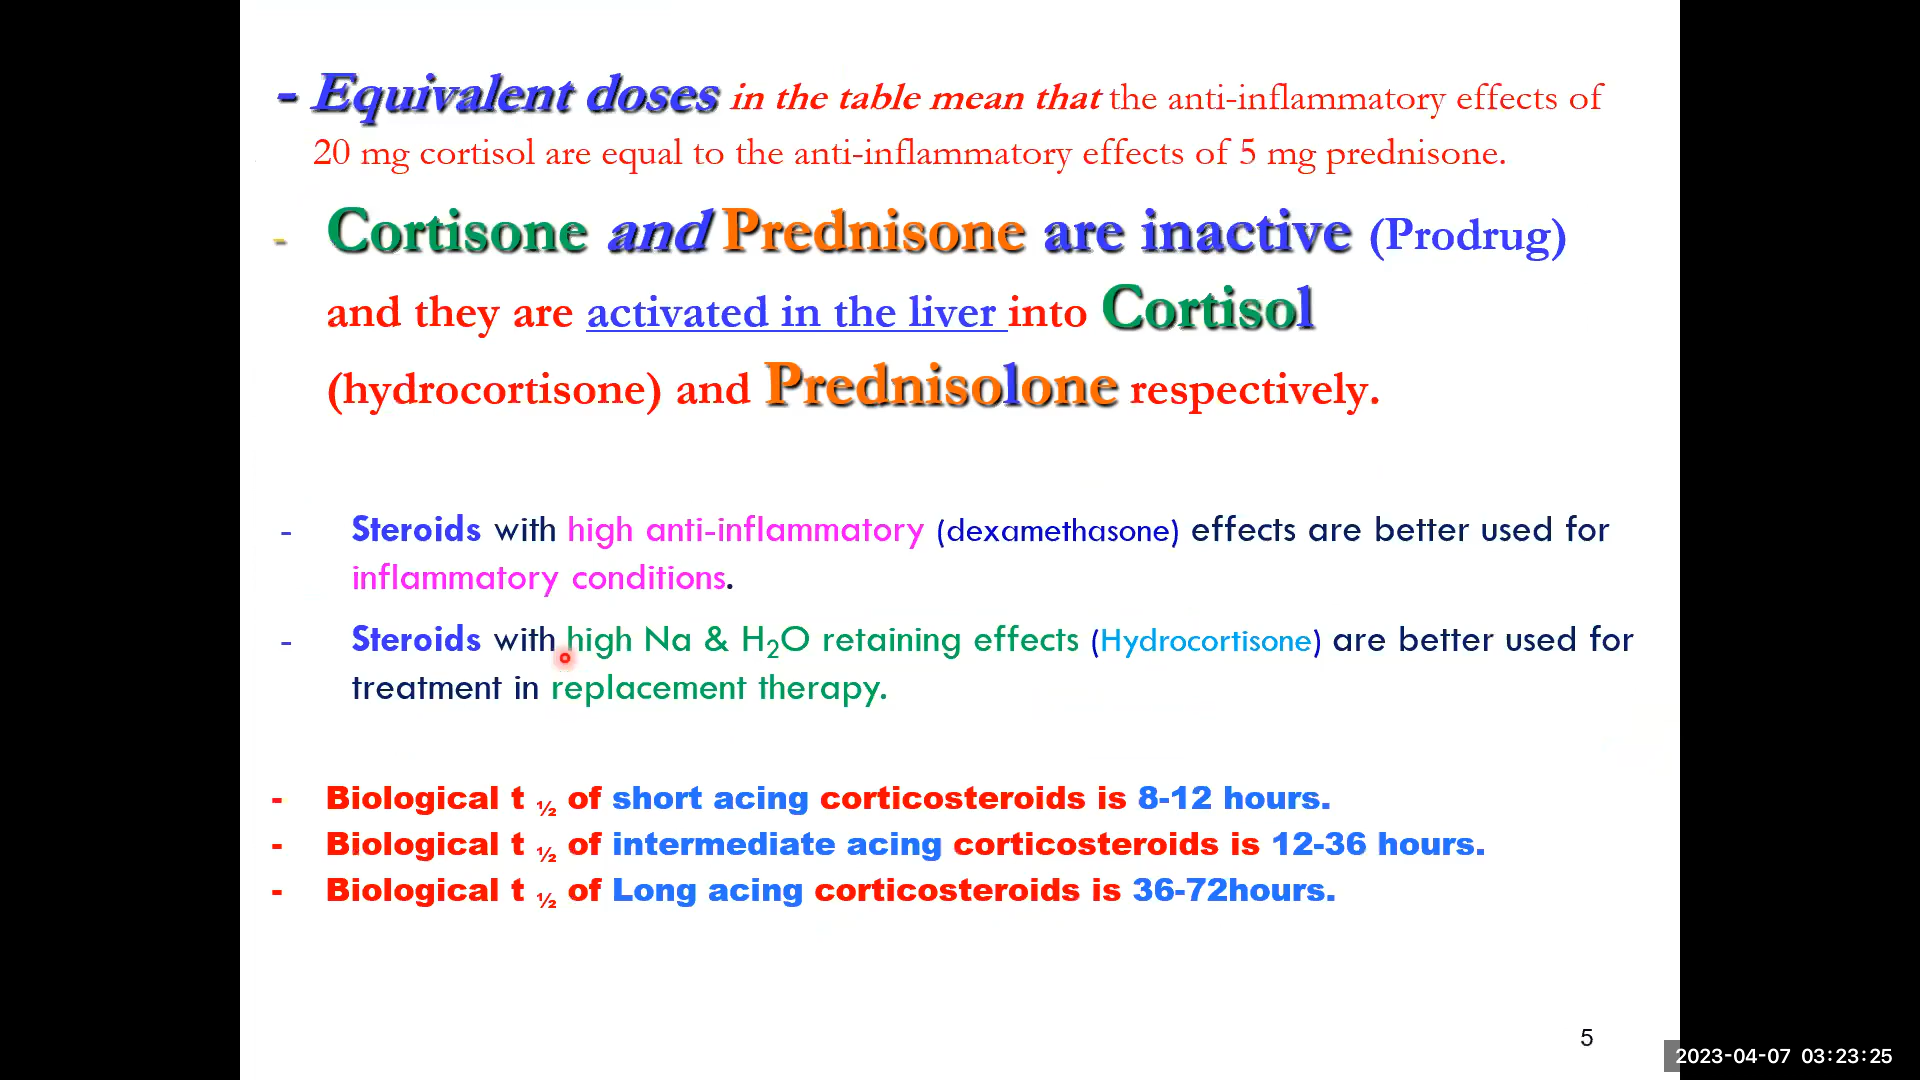 - Equivalent doses in the table mean that the anti-inflammatory effects of
20 mg cortisol are equal to the anti-inflammatory effects of 5 mg prednisone.
- Cortisone and Prednisone are inactive (Prodrug)
and they are activated in the liver into Cortisol
(hydrocortisone) and Prednisolone respectively.
- Steroids with high anti-inflammatory (dexamethasone) effects are better used for
inflammatory conditions.
- Steroids with high Na & H₂O retaining effects (Hydrocortisone) are better used for
treatment in replacement therapy.
- Biological t ½ of short acing corticosteroids is 8-12 hours.
- Biological t ½ of intermediate acing corticosteroids is 12-36 hours.
- Biological t ½ of Long acing corticosteroids is 36-72hours.
5
2023-04-07 03:23:25